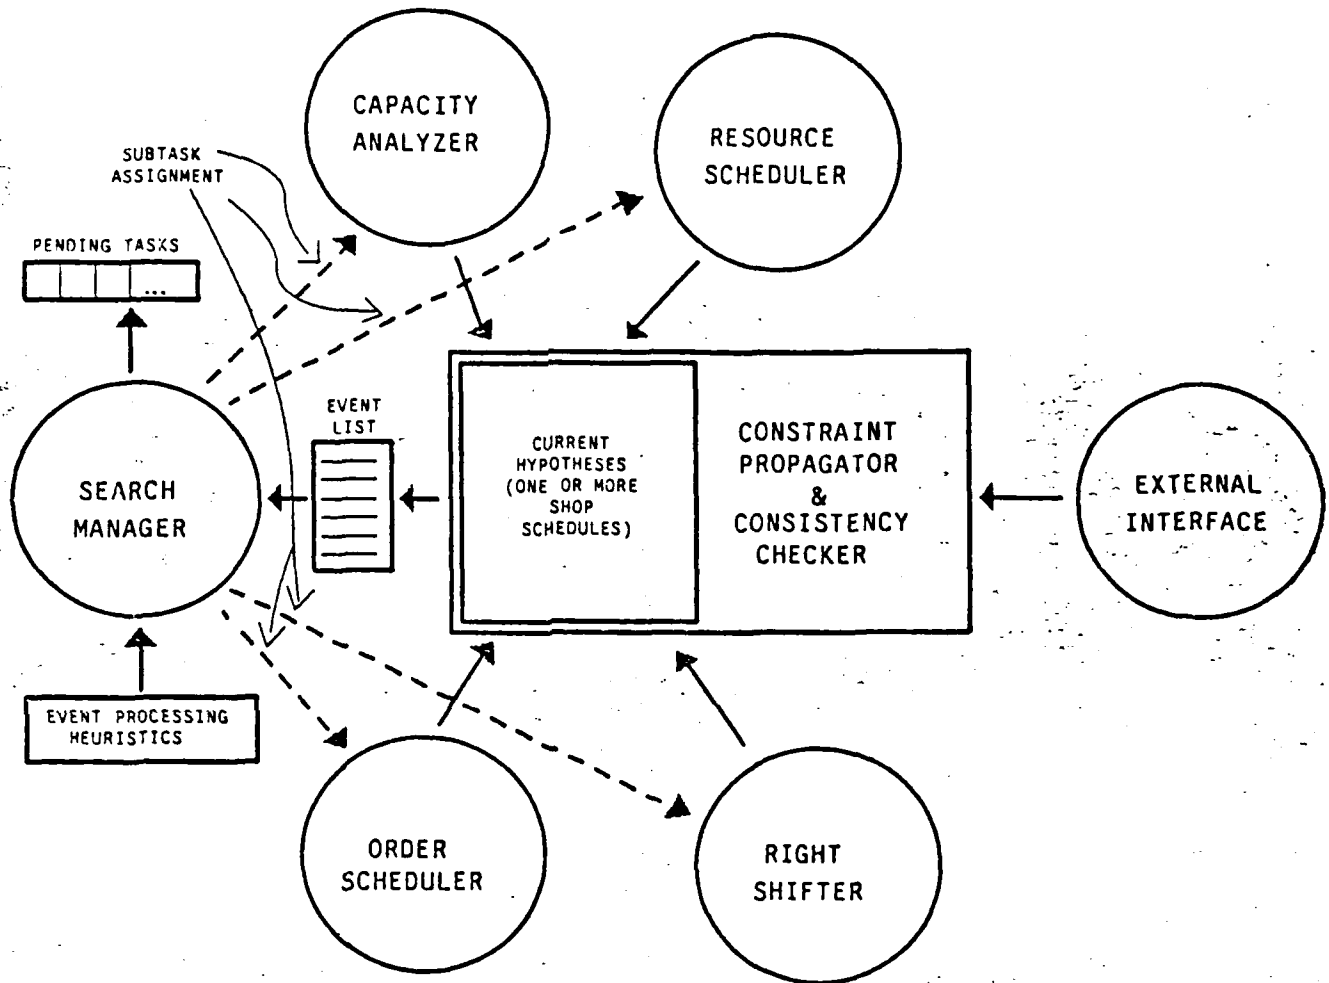 CAPACITY
ANALYZER
RESOURCE
SCHEDULER
SUBTASK
ASSIGNMENT
PENDING TASKS
...
EVENT
LIST
CURRENT
HYPOTHESES
(ONE OR MORE
SHOP
SCHEDULES)
CONSTRAINT
PROPAGATOR
&
CONSISTENCY
CHECKER
SEARCH
MANAGER
EXTERNAL
INTERFACE
EVENT PROCESSING
HEURISTICS
ORDER
SCHEDULER
RIGHT
SHIFTER